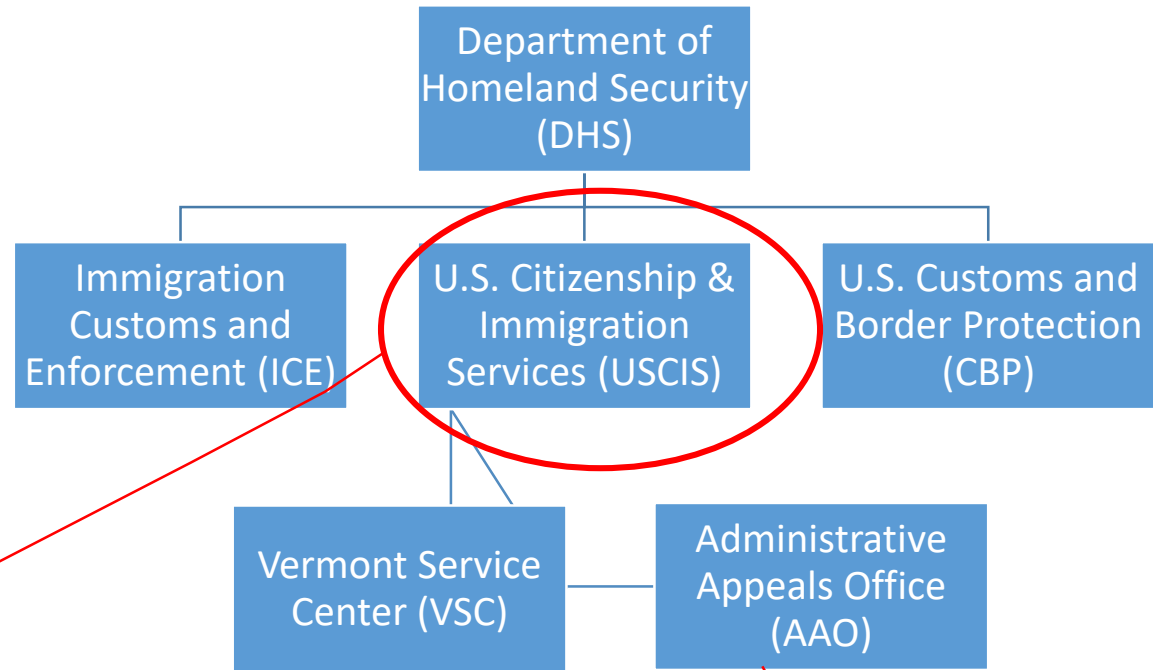 Department of
Homeland Security
(DHS)
Immigration
Customs and
Enforcement (ICE)
U.S. Citizenship &
Immigration
Services (USCIS)
U.S. Customs and
Border Protection
(CBP)
Vermont Service
Center (VSC)
Administrative
Appeals Office
(AAO)